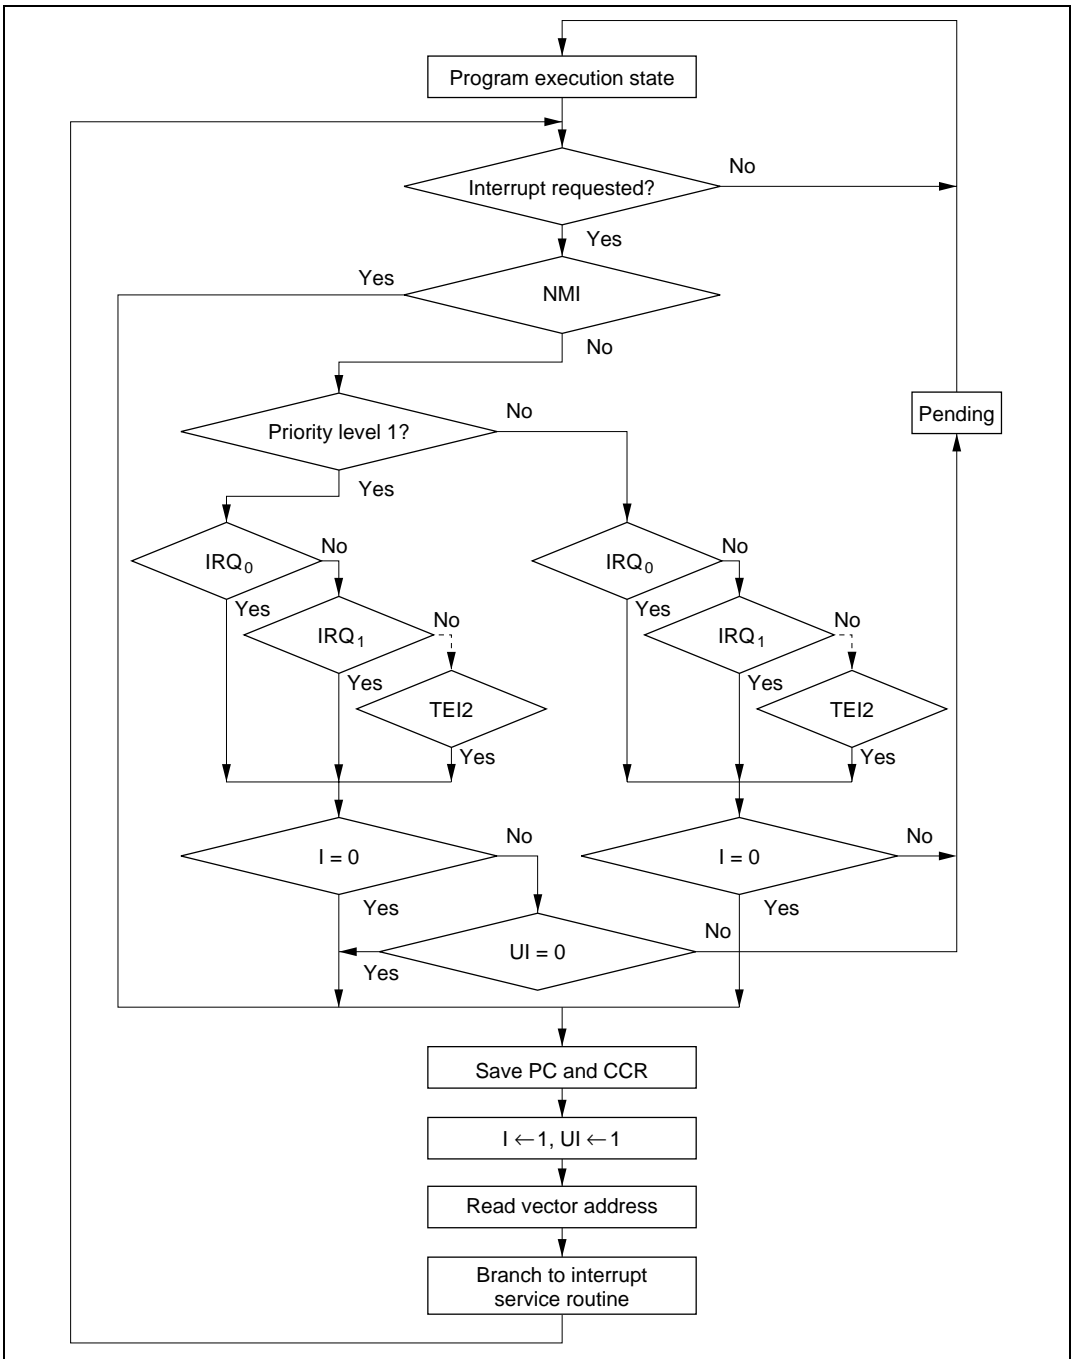 Program execution state
Interrupt requested?
No
Yes
NMI
Yes
No
Pending
Priority level 1?
No
Yes
IRQ0
No
Yes
IRQ1
No
Yes
TEI2
Yes
IRQ0
No
Yes
IRQ1
No
Yes
TEI2
Yes
I = 0
No
Yes
I = 0
No
Yes
UI = 0
No
Yes
Save PC and CCR
I ←1, UI ←1
Read vector address
Branch to interrupt
service routine